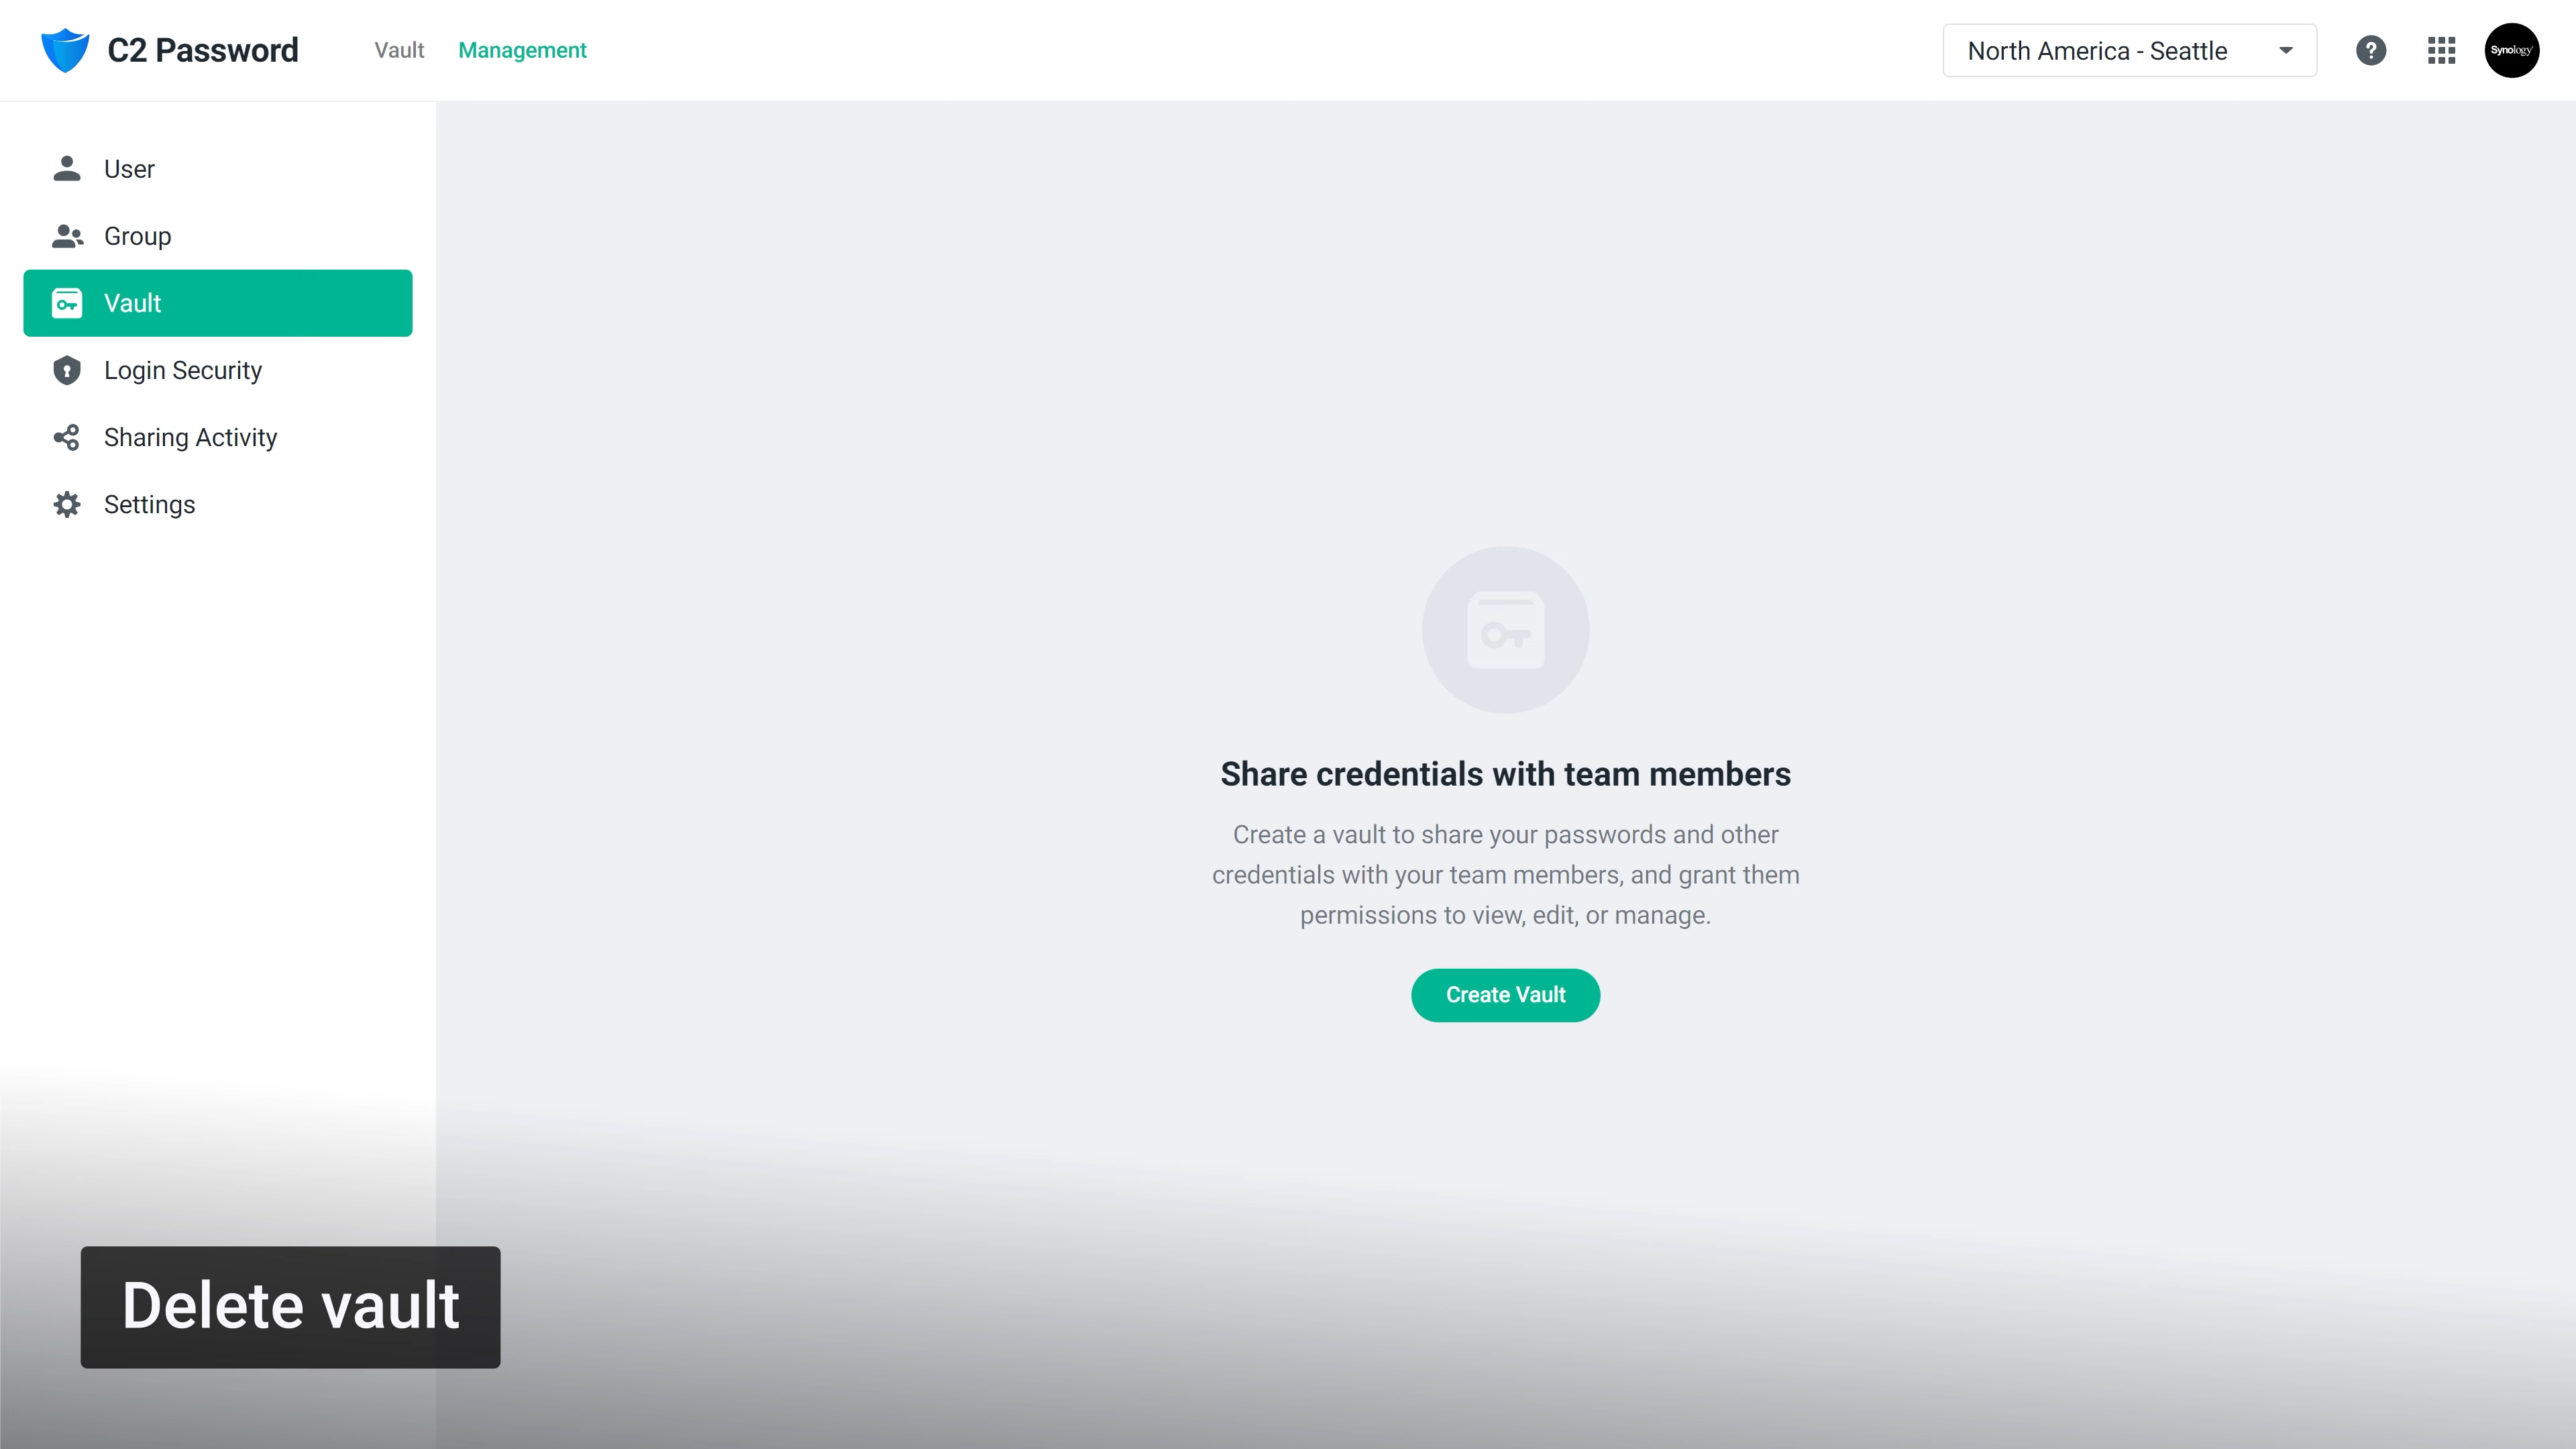 C2 Password
Vault
Management
North America - Seattle
?
Synology
User
Group
Vault
Login Security
Sharing Activity
Settings
Share credentials with team members
Create a vault to share your passwords and other
credentials with your team members, and grant them
permissions to view, edit, or manage.
Create Vault
Delete vault